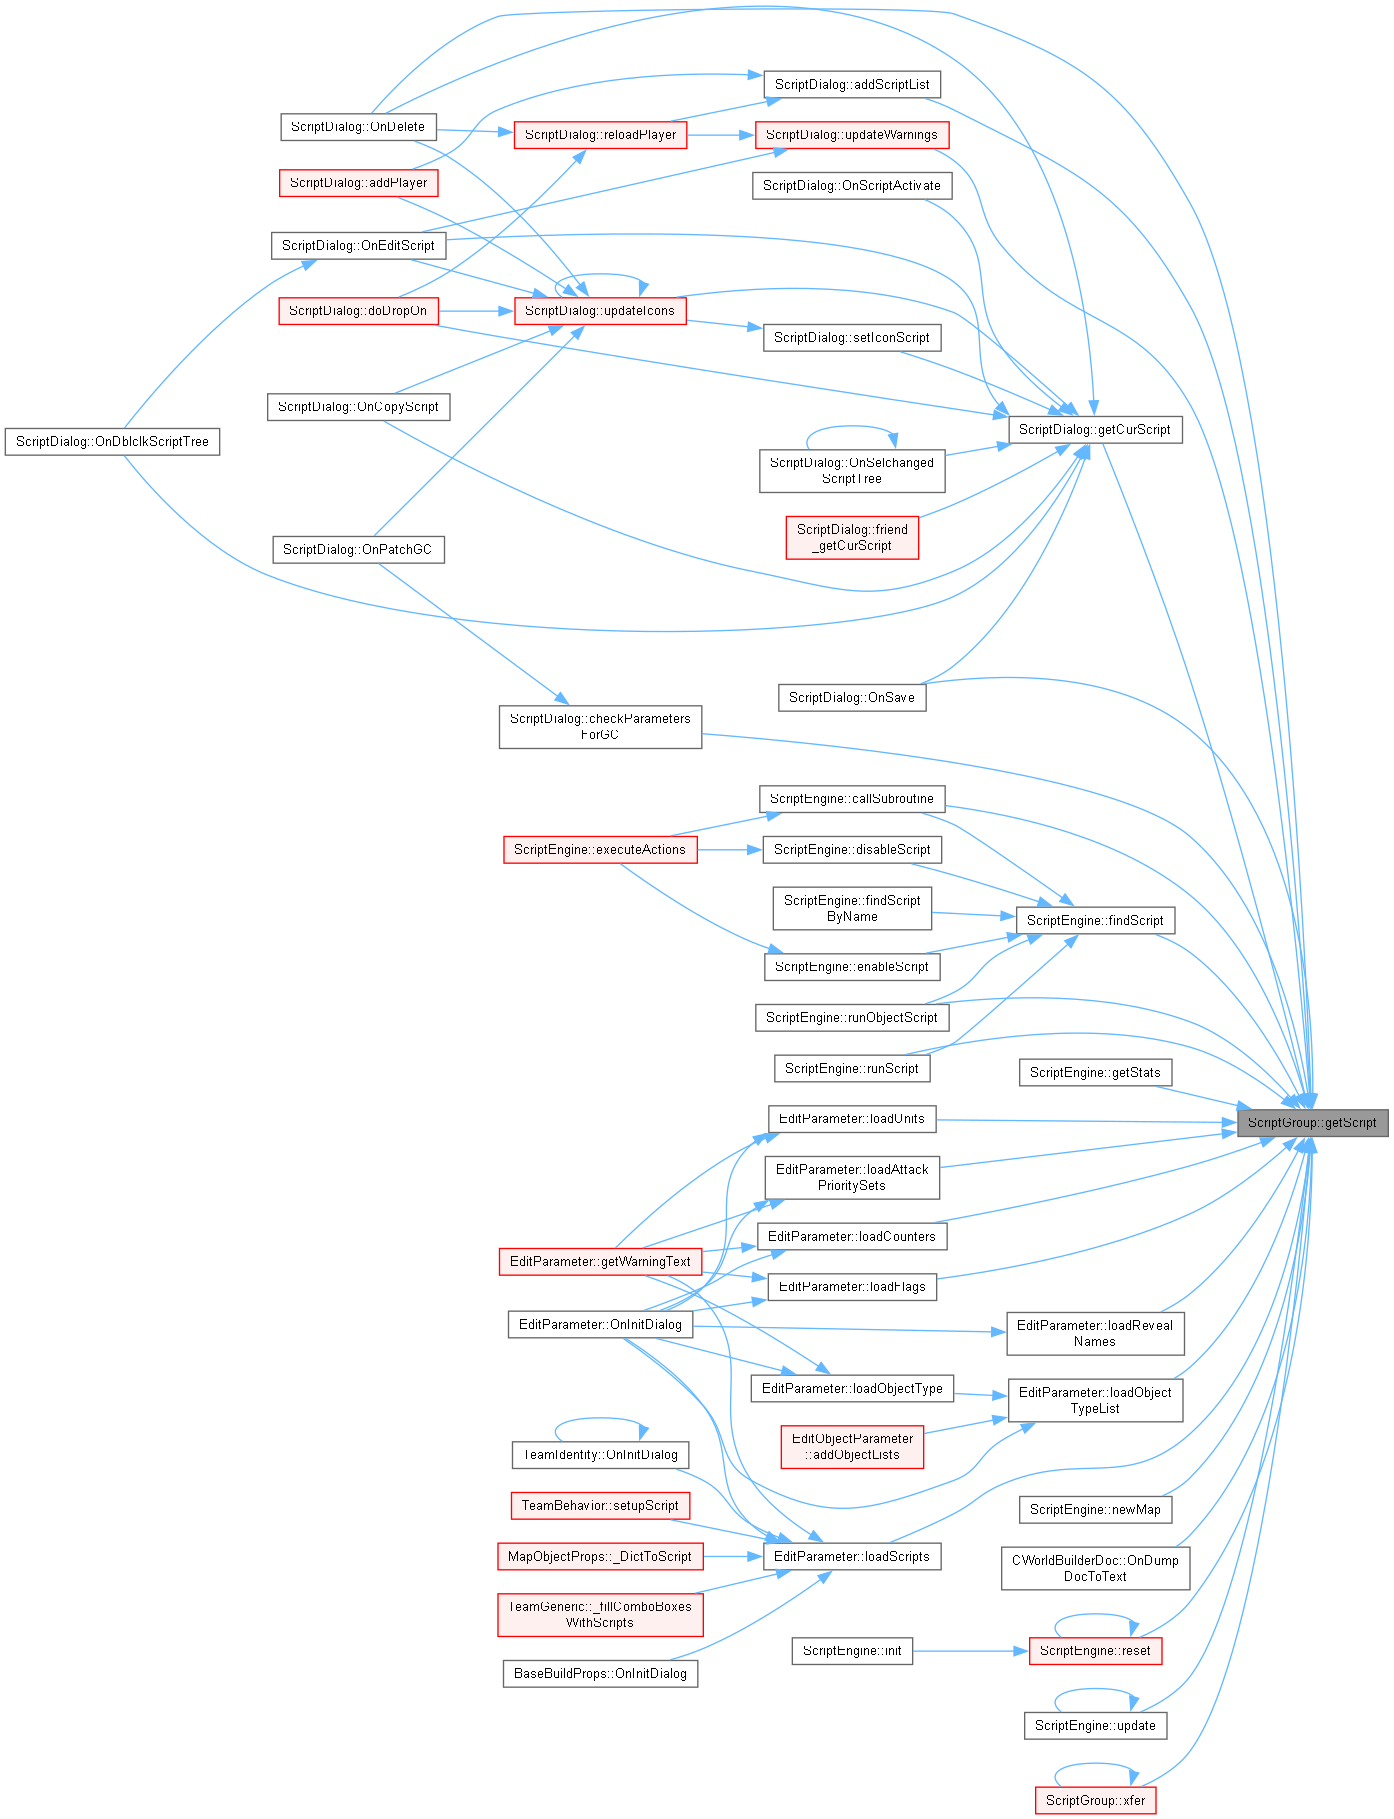 ScriptDialog::addScriptList
ScriptDialog::OnDelete
ScriptDialog::reloadPlayer
ScriptDialog::updateWarnings
ScriptDialog::addPlayer
ScriptDialog::OnScriptActivate
ScriptDialog::OnEditScript
ScriptDialog::doDropOn
ScriptDialog::updateIcons
ScriptDialog::setIconScript
ScriptDialog::OnCopyScript
ScriptDialog::getCurScript
ScriptDialog::OnDblclkScriptTree
ScriptDialog::OnSelchanged
ScriptTree
ScriptDialog::friend
_getCurScript
ScriptDialog::OnPatchGC
ScriptDialog::OnSave
ScriptDialog::checkParameters
ForGC
ScriptEngine::callSubroutine
ScriptEngine::executeActions
ScriptEngine::disableScript
ScriptEngine::findScript
ByName
ScriptEngine::findScript
ScriptEngine::enableScript
ScriptEngine::runObjectScript
ScriptEngine::runScript
ScriptEngine::getStats
EditParameter::loadUnits
ScriptGroup::getScript
EditParameter::loadAttack
PrioritySets
EditParameter::loadCounters
EditParameter::getWarningText
EditParameter::loadFlags
EditParameter::OnInitDialog
EditParameter::loadReveal
Names
EditParameter::loadObjectType
EditParameter::loadObject
TypeList
EditObjectParameter
::addObjectLists
TeamIdentity::OnInitDialog
TeamBehavior::setupScript
ScriptEngine::newMap
MapObjectProps::_DictToScript
EditParameter::loadScripts
CWorldBuilderDoc::OnDump
DocToText
TeamGeneric::_fillComboBoxes
WithScripts
ScriptEngine::init
ScriptEngine::reset
BaseBuildProps::OnInitDialog
ScriptEngine::update
ScriptGroup::xfer